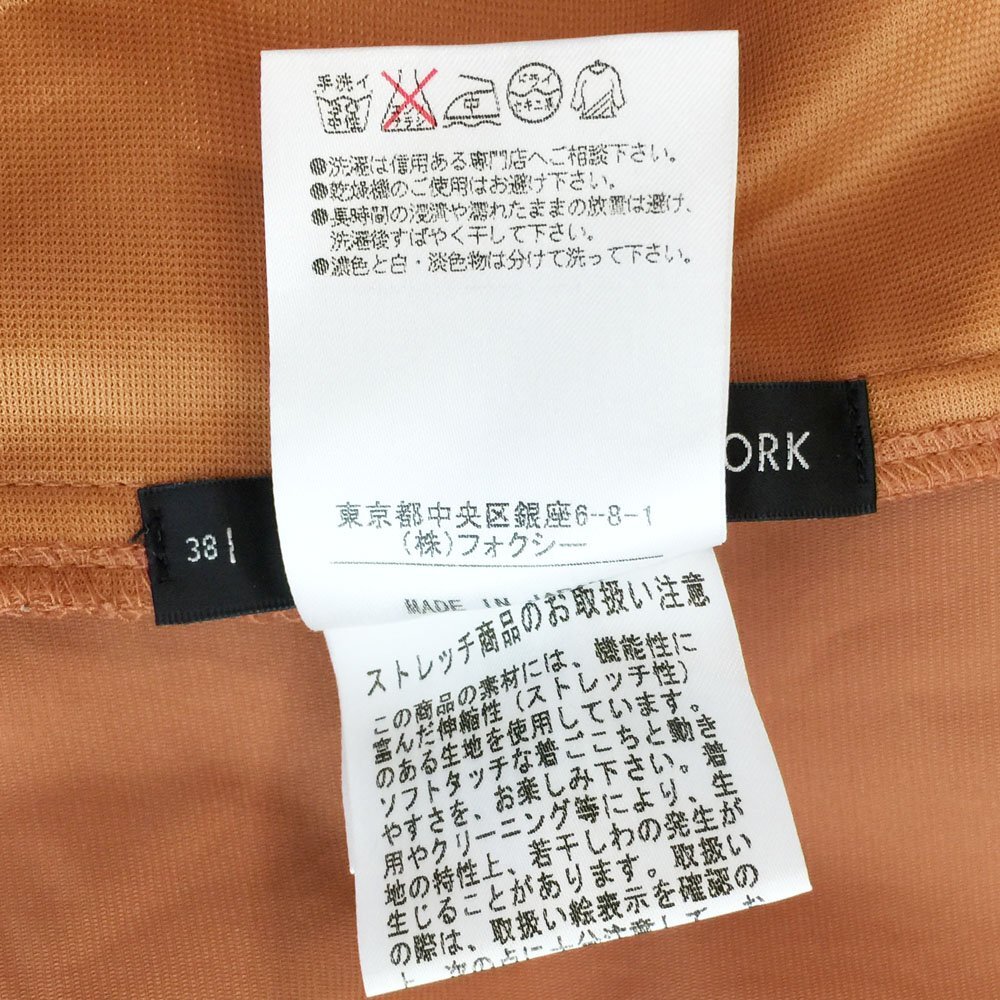 手洗イ
中性
エンソ
サラシ
中
ドライ
セキユ系
●洗濯は信用ある専門店へご相談下さい。
●乾燥機のご使用はお避け下さい。
●長時間の浸漬や濡れたままの放置は避け、
洗濯後すばやく干して下さい。
●濃色と白・淡色物は分けて洗って下さい。
ORK
38
東京都中央区銀座6-8-1
(株)フォクシー
MADE IN
ストレッチ商品のお取扱い注意
この商品の素材には、機能性に
富んだ伸縮性(ストレッチ性)
のある生地を使用しています。
ソフトタッチな着ごこちと、動き
やすさを、お楽しみ下さい。着
用やクリーニング等により、生
地の特性上、若干しわの発生が
生じることがあります。取扱い
の際は、取扱い絵表示を確認の